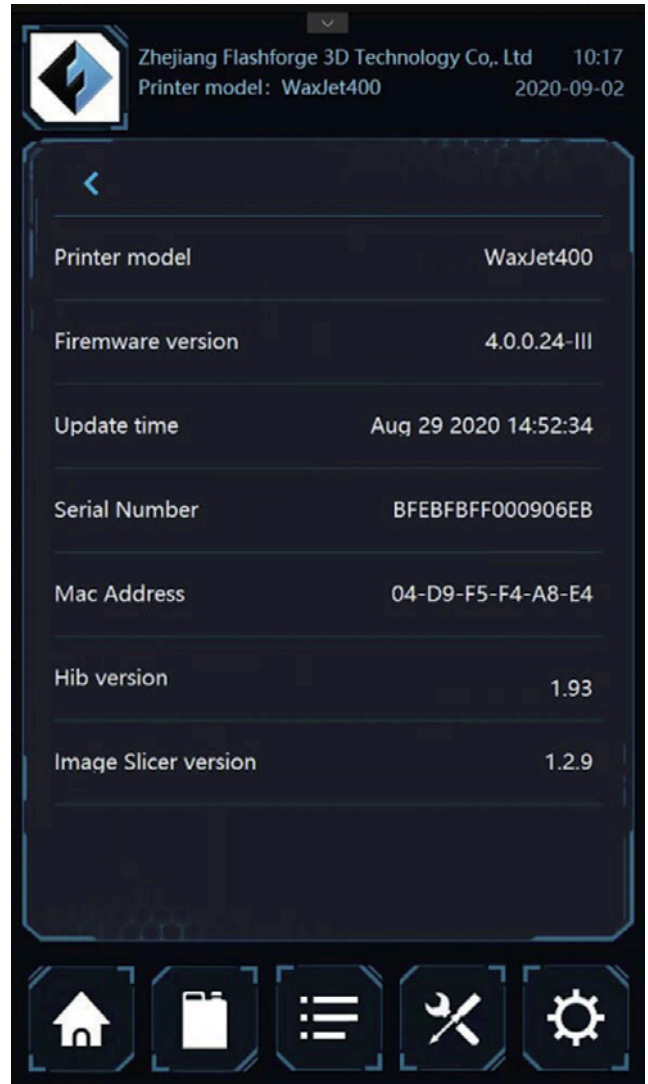 Zhejiang Flashforge 3D Technology Co,. Ltd 10:17
Printer model: WaxJet400 2020-09-02
Printer model WaxJet400
Firemware version 4.0.0.24-III
Update time Aug 29 2020 14:52:34
Serial Number BFEBFBFF000906EB
Mac Address 04-D9-F5-F4-A8-E4
Hib version 1.93
Image Slicer version 1.2.9